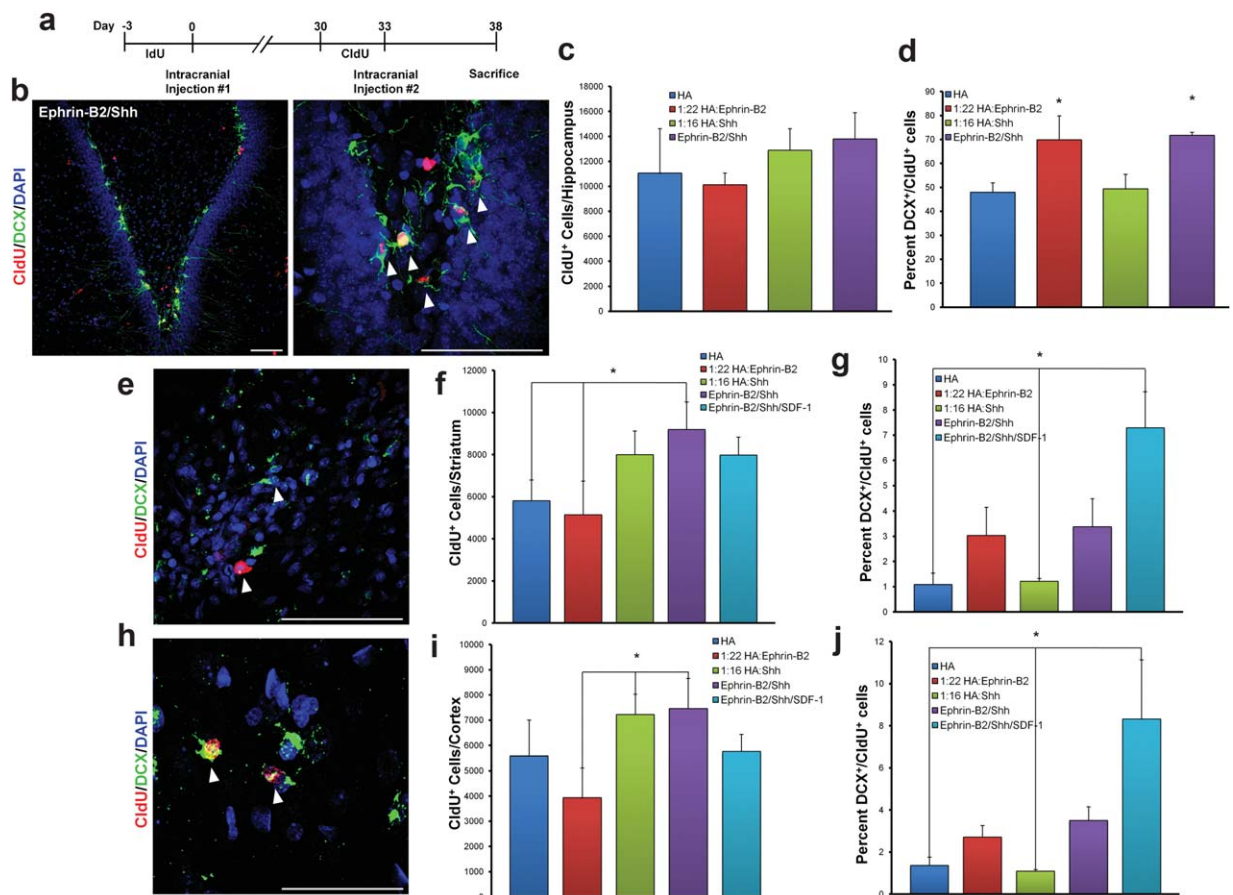 a
Day -3 0 30 33 38
IdU CldU
Intracranial Injection #1
Intracranial Injection #2
Sacrifice
b
Ephrin-B2/Shh
CldU/DCX/DAPI
c
CldU+ Cells/Hippocampus
18000
16000
14000
12000
10000
8000
6000
4000
2000
0
HA
1:22 HA:Ephrin-B2
1:16 HA:Shh
Ephrin-B2/Shh
d
Percent DCX+/CldU+ cells
90
80
70
60
50
40
30
20
10
0
HA
1:22 HA:Ephrin-B2
1:16 HA:Shh
Ephrin-B2/Shh
* *
e
CldU/DCX/DAPI
f
CldU+ Cells/Striatum
12000
10000
8000
6000
4000
2000
0
HA
1:22 HA:Ephrin-B2
1:16 HA:Shh
Ephrin-B2/Shh
Ephrin-B2/Shh/SDF-1
*
g
Percent DCX+/CldU+ cells
10
9
8
7
6
5
4
3
2
1
0
HA
1:22 HA:Ephrin-B2
1:16 HA:Shh
Ephrin-B2/Shh
Ephrin-B2/Shh/SDF-1
*
h
CldU/DCX/DAPI
i
CldU+ Cells/Cortex
10000
9000
8000
7000
6000
5000
4000
3000
2000
1000
HA
1:22 HA:Ephrin-B2
1:16 HA:Shh
Ephrin-B2/Shh
Ephrin-B2/Shh/SDF-1
*
j
Percent DCX+/CldU+ cells
12
10
8
6
4
2
0
HA
1:22 HA:Ephrin-B2
1:16 HA:Shh
Ephrin-B2/Shh
Ephrin-B2/Shh/SDF-1
*